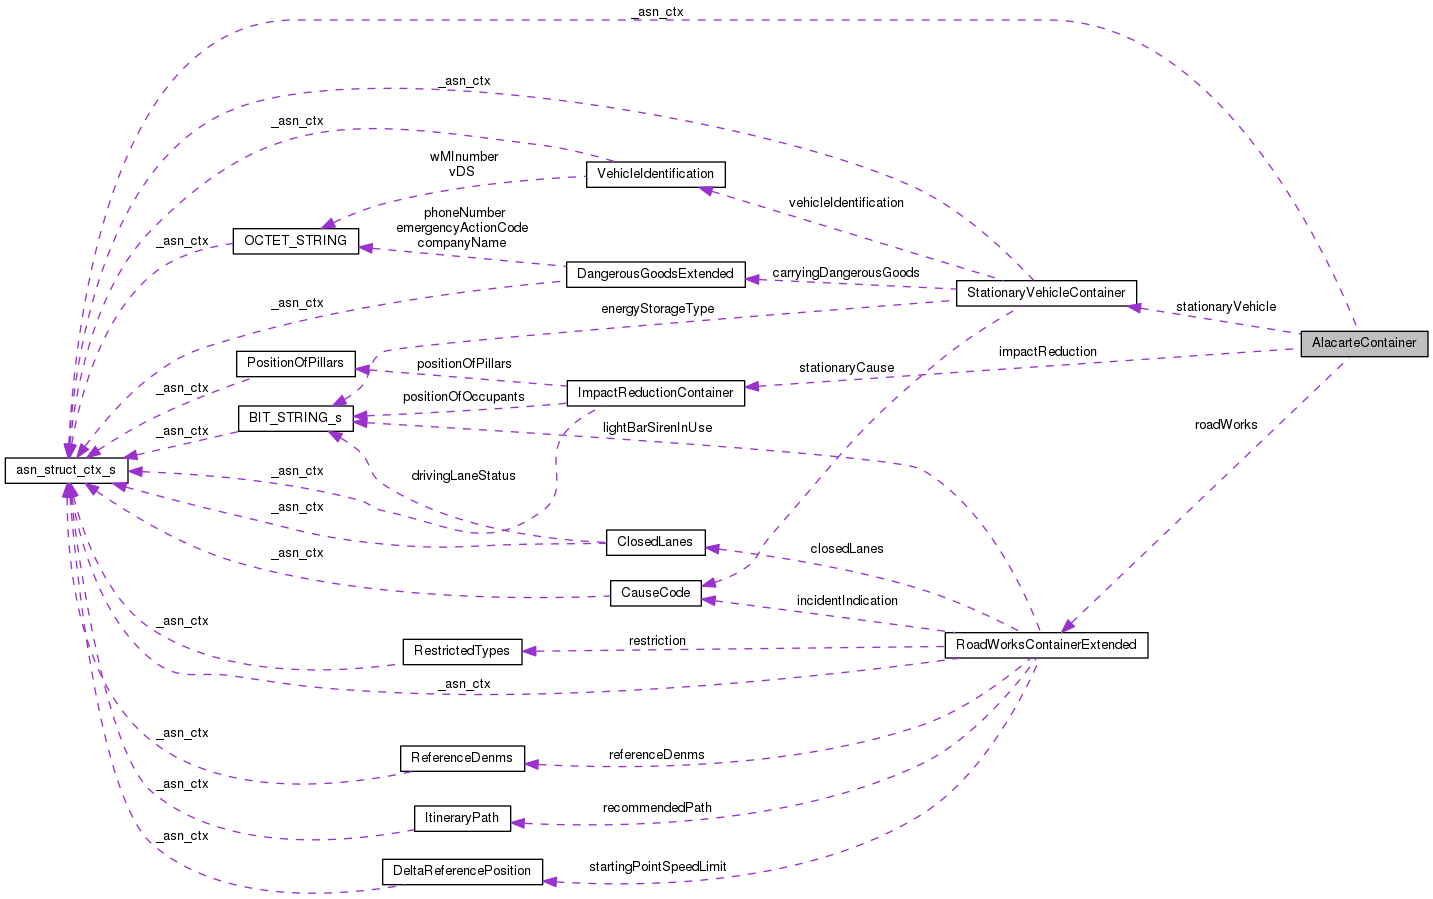 _asn_ctx
_asn_ctx
_asn_ctx
wMInumber
vDS
VehicleIdentification
vehicleIdentification
phoneNumber
emergencyActionCode
companyName
_asn_ctx
OCTET_STRING
DangerousGoodsExtended
carryingDangerousGoods
StationaryVehicleContainer
_asn_ctx
energyStorageType
stationaryVehicle
AlacarteContainer
PositionOfPillars
positionOfPillars
impactReduction
stationaryCause
_asn_ctx
positionOfOccupants
ImpactReductionContainer
BIT_STRING_s
_asn_ctx
lightBarSirenInUse
roadWorks
asn_struct_ctx_s
_asn_ctx
drivingLaneStatus
_asn_ctx
ClosedLanes
closedLanes
_asn_ctx
CauseCode
incidentIndication
_asn_ctx
RestrictedTypes
restriction
RoadWorksContainerExtended
_asn_ctx
_asn_ctx
ReferenceDenms
referenceDenms
_asn_ctx
ItineraryPath
recommendedPath
_asn_ctx
DeltaReferencePosition
startingPointSpeedLimit